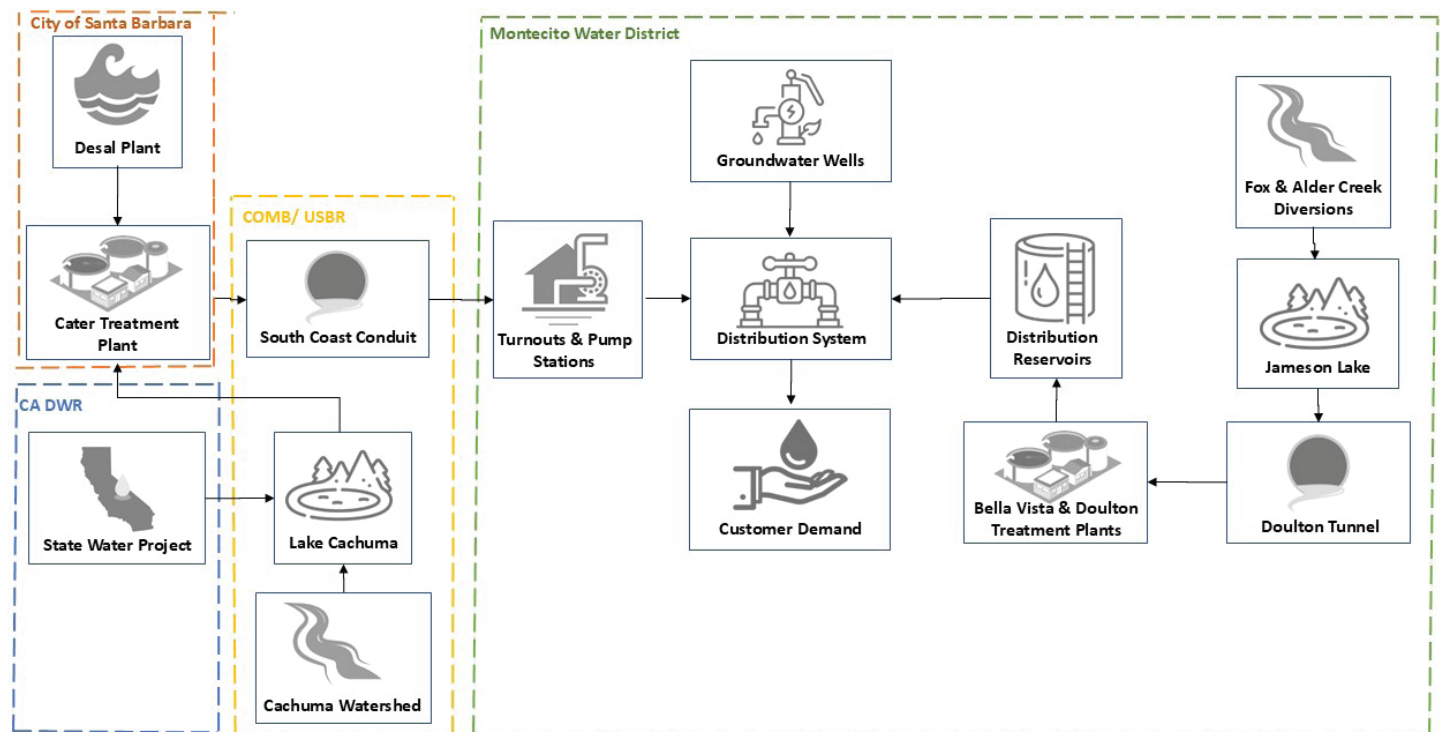 City of Santa Barbara
Desal Plant
Cater Treatment
Plant
COMB/ USBR
South Coast Conduit
CA DWR
State Water Project
Lake Cachuma
Cachuma Watershed
Montecito Water District
Groundwater Wells
Turnouts & Pump
Stations
Distribution System
Customer Demand
Distribution
Reservoirs
Bella Vista & Doulton
Treatment Plants
Fox & Alder Creek
Diversions
Jameson Lake
Doulton Tunnel